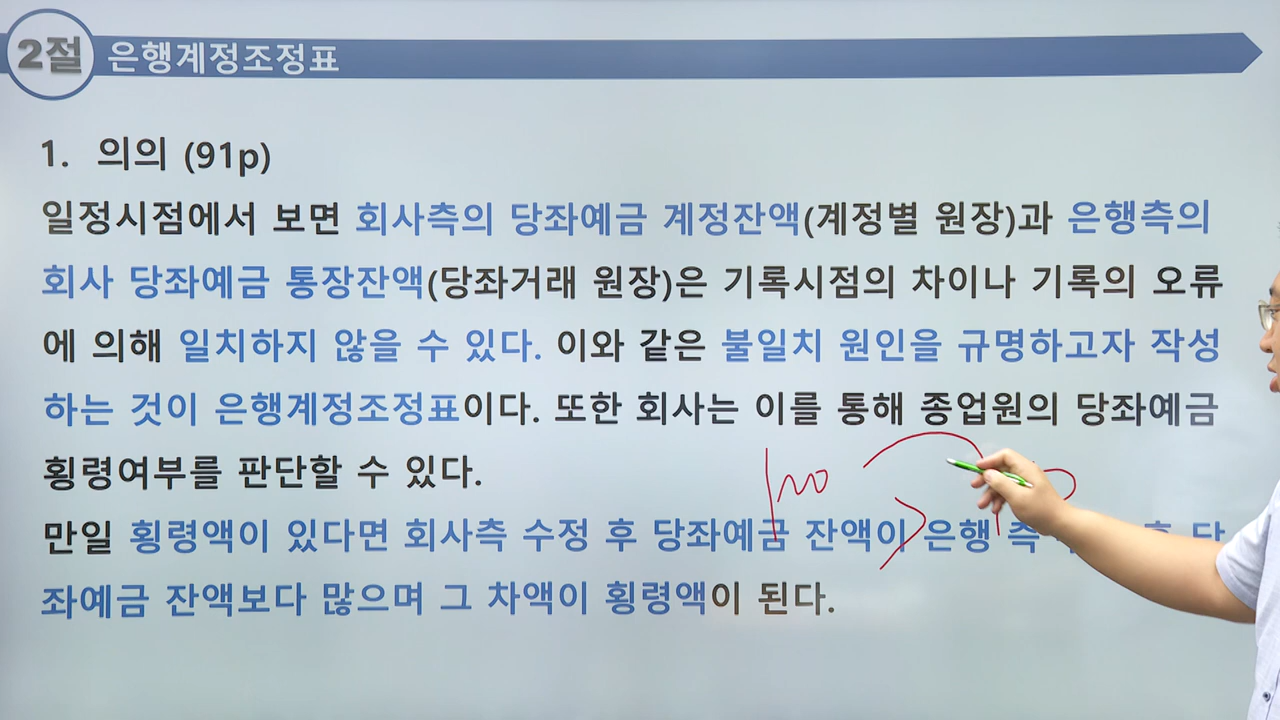 2절 은행계정조정표
1. 의의 (91p)
일정시점에서 보면 회사측의 당좌예금 계정잔액(계정별 원장)과 은행측의
회사 당좌예금 통장잔액(당좌거래 원장)은 기록시점의 차이나 기록의 오류
에 의해 일치하지 않을 수 있다. 이와 같은 불일치 원인을 규명하고자 작성
하는 것이 은행계정조정표이다. 또한 회사는 이를 통해 종업원의 당좌예금
횡령여부를 판단할 수 있다.
100 >
만일 횡령액이 있다면 회사측 수정 후 당좌예금 잔액이 은행 측 후 당
좌예금 잔액보다 많으며 그 차액이 횡령액이 된다.